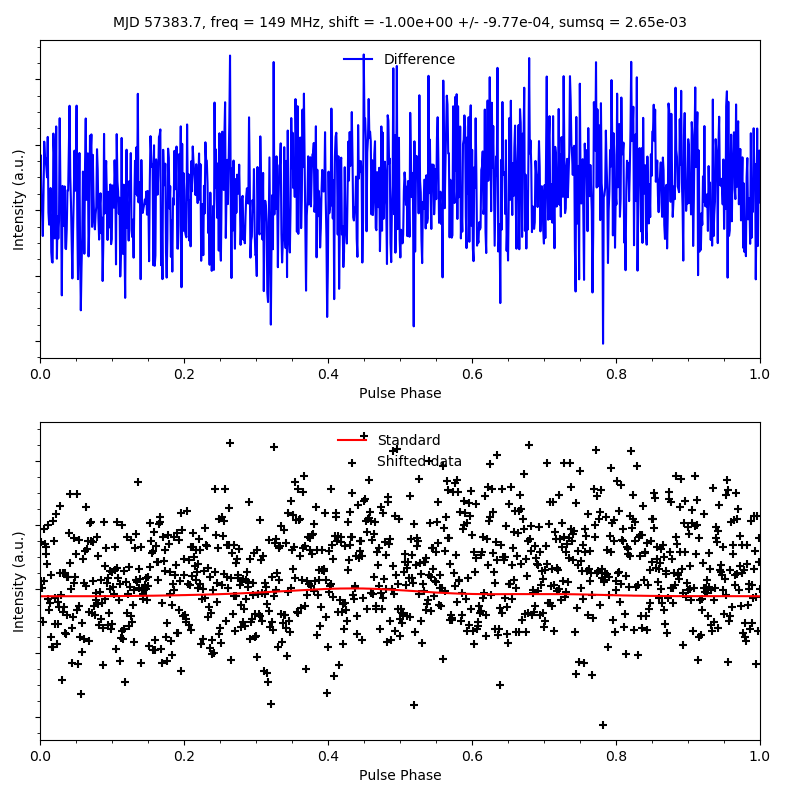 MJD 57383.7, freq = 149 MHz, shift = -1.00e+00 +/- -9.77e-04, sumsq = 2.65e-03
Difference
Intensity (a.u.)
0.0 0.2 0.4 0.6 0.8 1.0
Pulse Phase
Standard
Shifted data
Intensity (a.u.)
0.0 0.2 0.4 0.6 0.8 1.0
Pulse Phase